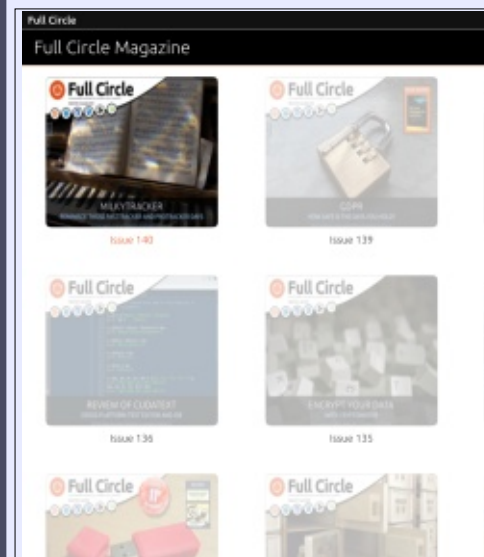 Full Circle
Full Circle Magazine
Full Circle
Full Circle
MILKYTRACKER
GDPR
Issue 140
Issue 139
Full Circle
Full Circle
REVIEW OF CUDATEXT
ENCRYPT YOUR DATA
Issue 136
Issue 135
Full Circle
Full Circle